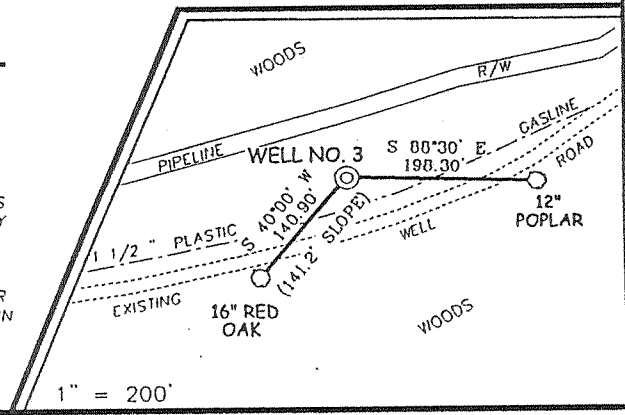 WOODS
R/W
PIPELINE
GASLINE
WELL NO. 3
S 88°30' E
198.30'
ROAD
S 40°00' W
140.90'
(141.2' SLOPE)
12"
POPLAR
1 1/2 " PLASTIC
WELL
EXISTING
16" RED
OAK
WOODS
1" = 200'